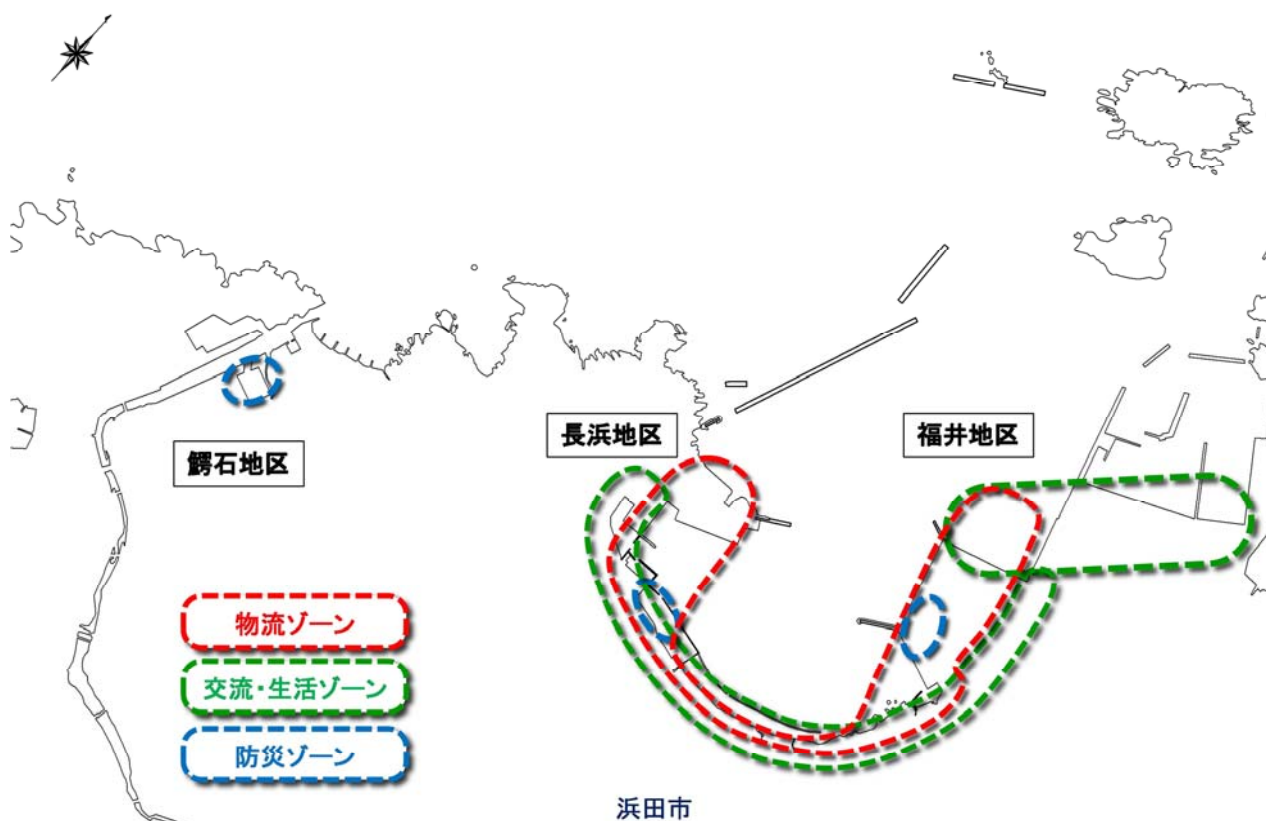 長浜地区
福井地区
鰐石地区
物流ゾーン
交流・生活ゾーン
防災ゾーン
浜田市